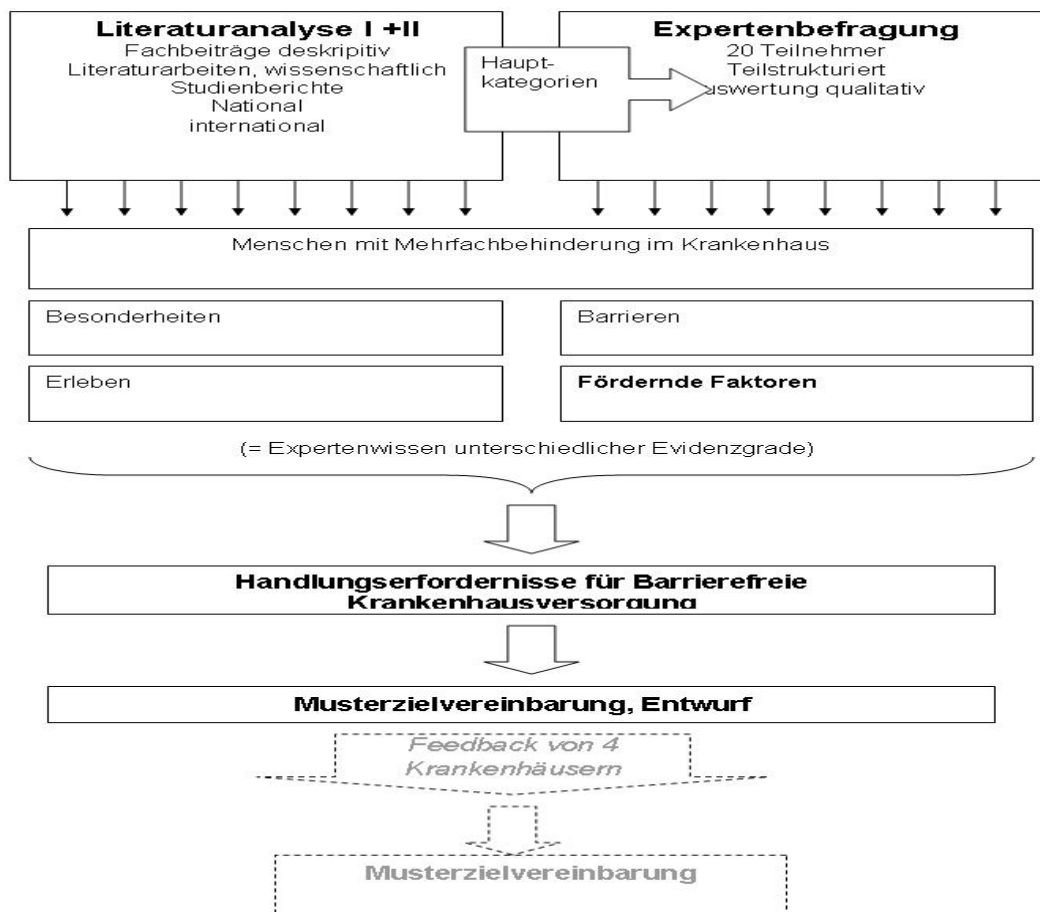 Literaturanalyse I +II
Fachbeiträge deskripitiv
Literaturarbeiten, wissenschaftlich
Studienberichte
National
international
Haupt-
kategorien
Expertenbefragung
20 Teilnehmer
Teilstrukturiert
uswertung qualitativ
Menschen mit Mehrfachbehinderung im Krankenhaus
Besonderheiten
Barrieren
Erleben
Fördernde Faktoren
(= Expertenwissen unterschiedlicher Evidenzgrade)
Handlungserfordernisse für Barrierefreie
Krankenhausversorgung
Musterzielvereinbarung, Entwurf
Feedback von 4
Krankenhäusern
Musterzielvereinbarung